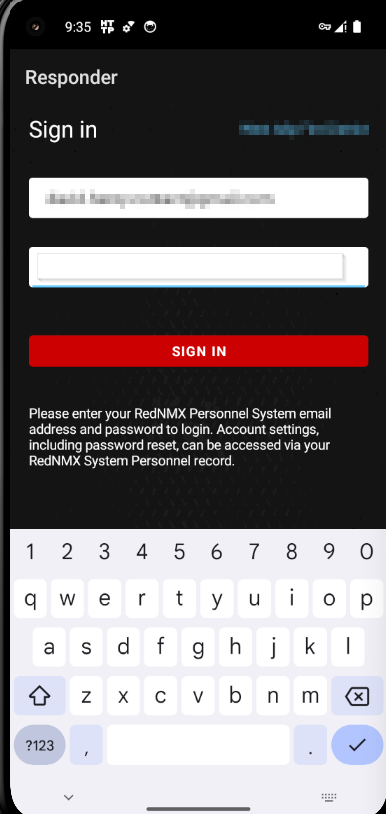 9:35 HT TP
Responder
Sign in
SIGN IN
Please enter your RedNMX Personnel System email
address and password to login. Account settings,
including password reset, can be accessed via your
RedNMX System Personnel record.
1 2 3 4 5 6 7 8 9 0
q w e r t y u i o p
a s d f g h j k l
z x c v b n m
?123 , .